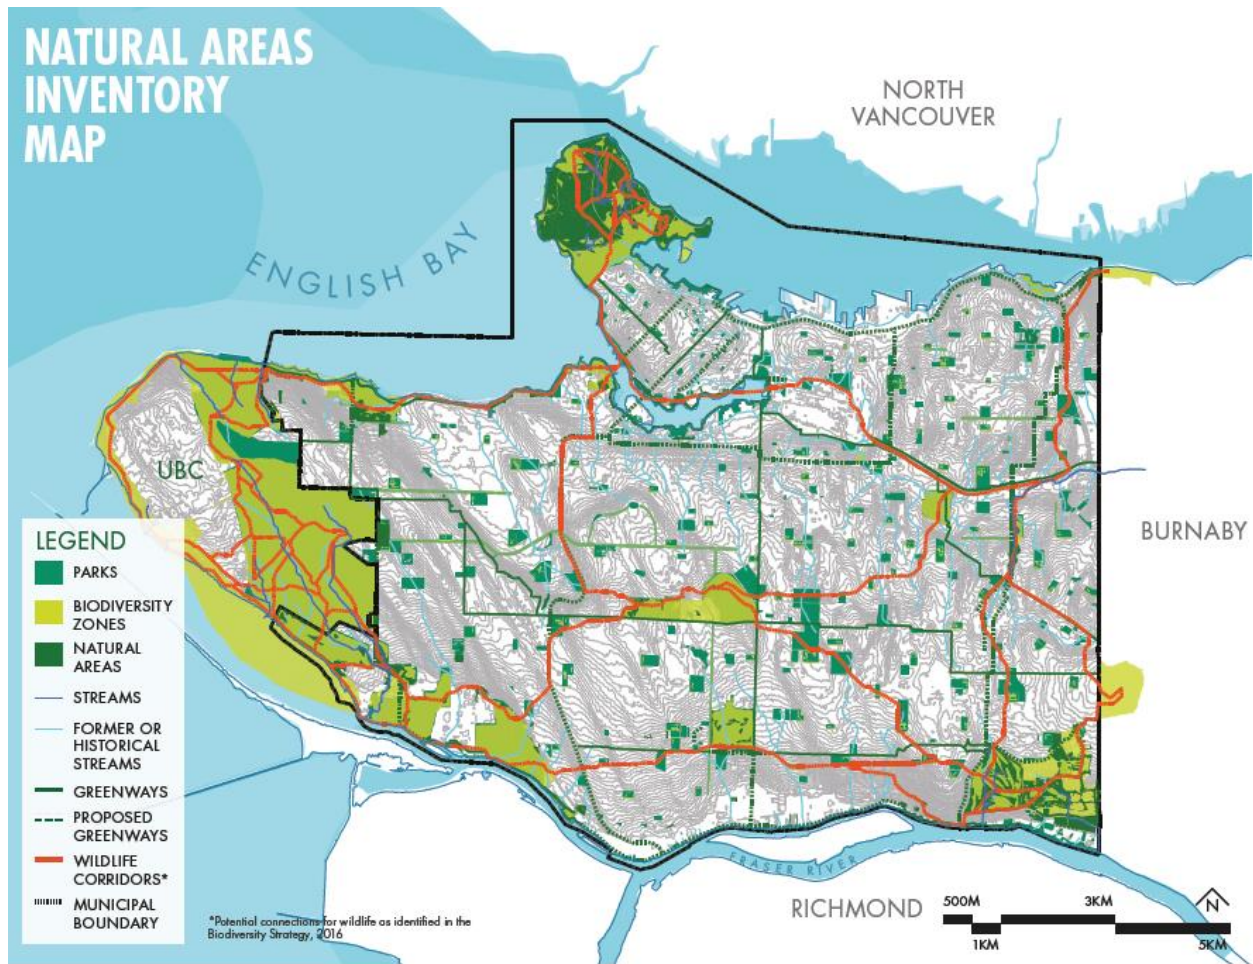 NATURAL AREAS
INVENTORY
MAP
NORTH
VANCOUVER
ENGLISH BAY
UBC
BURNABY
LEGEND
PARKS
BIODIVERSITY
ZONES
NATURAL
AREAS
STREAMS
FORMER OR
HISTORICAL
STREAMS
GREENWAYS
PROPOSED
GREENWAYS
WILDLIFE
CORRIDORS*
MUNICIPAL
BOUNDARY
*Potential connections for wildlife as identified in the
Biodiversity Strategy, 2016
FRASER RIVER
RICHMOND
500M
3KM
N
1KM
5KM